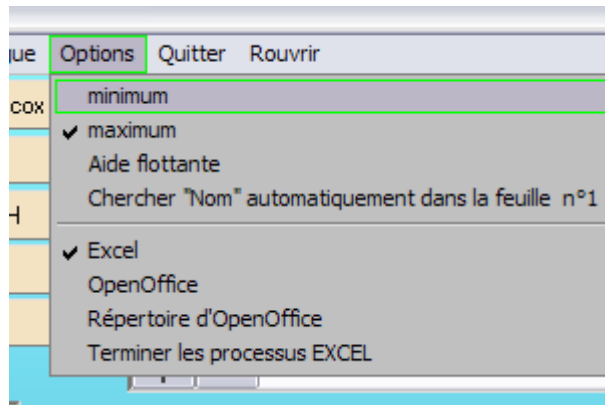 Options Quitter Rouvrir
minimum
cox
maximum
Aide flottante
Chercher "Nom" automatiquement dans la feuille n°1
H
Excel
OpenOffice
Répertoire d'OpenOffice
Terminer les processus EXCEL